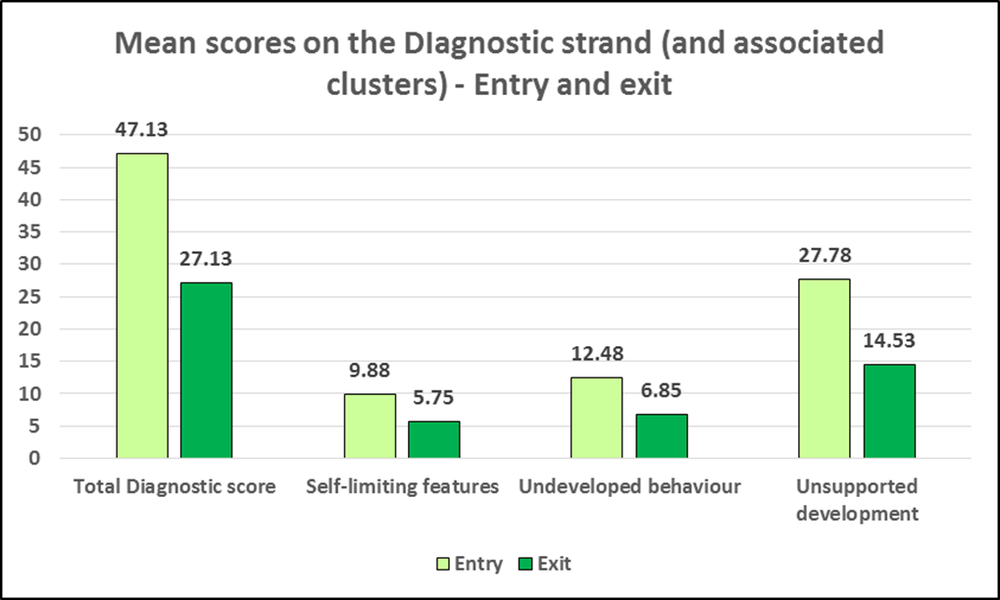 Mean scores on the DIagnostic strand (and associated
clusters) - Entry and exit
50
45
40
35
30
25
20
15
10
5
0
47.13
27.13
9.88
5.75
12.48
6.85
27.78
14.53
Total Diagnostic score
Self-limiting features
Undeveloped behaviour
Unsupported
development
Entry
Exit